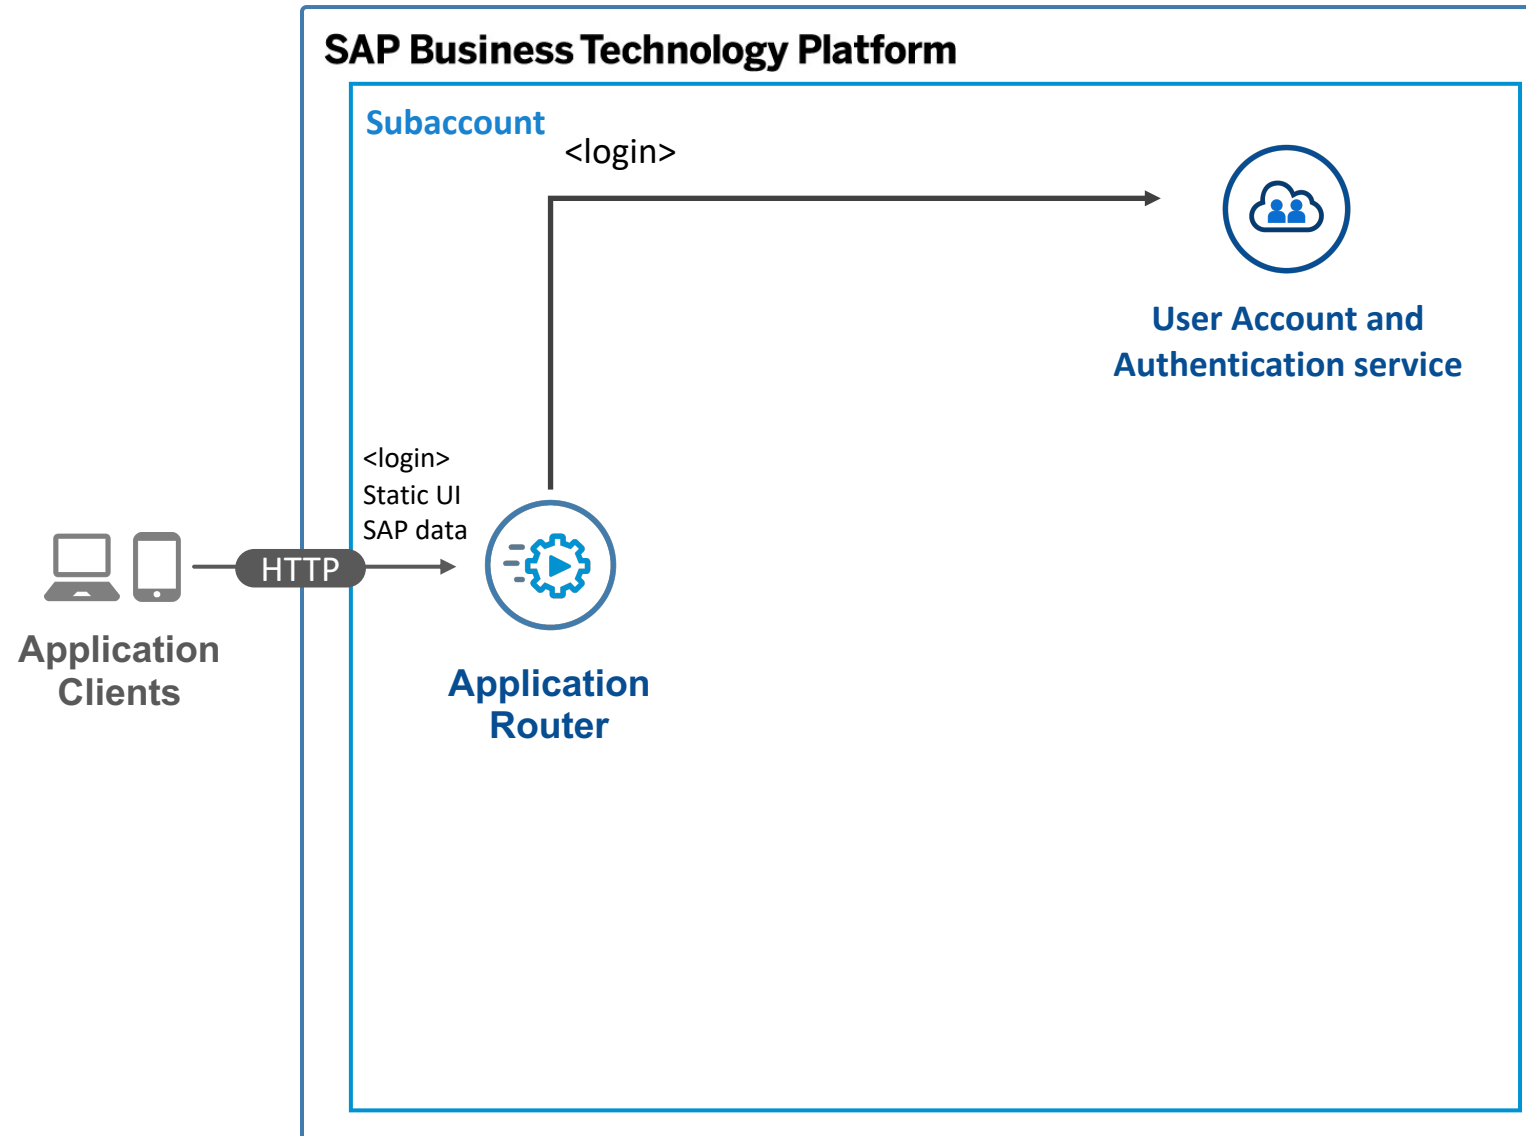 SAP Business Technology Platform
Subaccount
<login>
User Account and
Authentication service
<login>
Static UI
SAP data
HTTP
Application
Clients
Application
Router